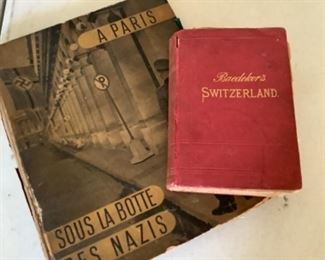 A PARIS
SOUS LA BOTTE
DES NAZIS
Baedeker's
SWITZERLAND.